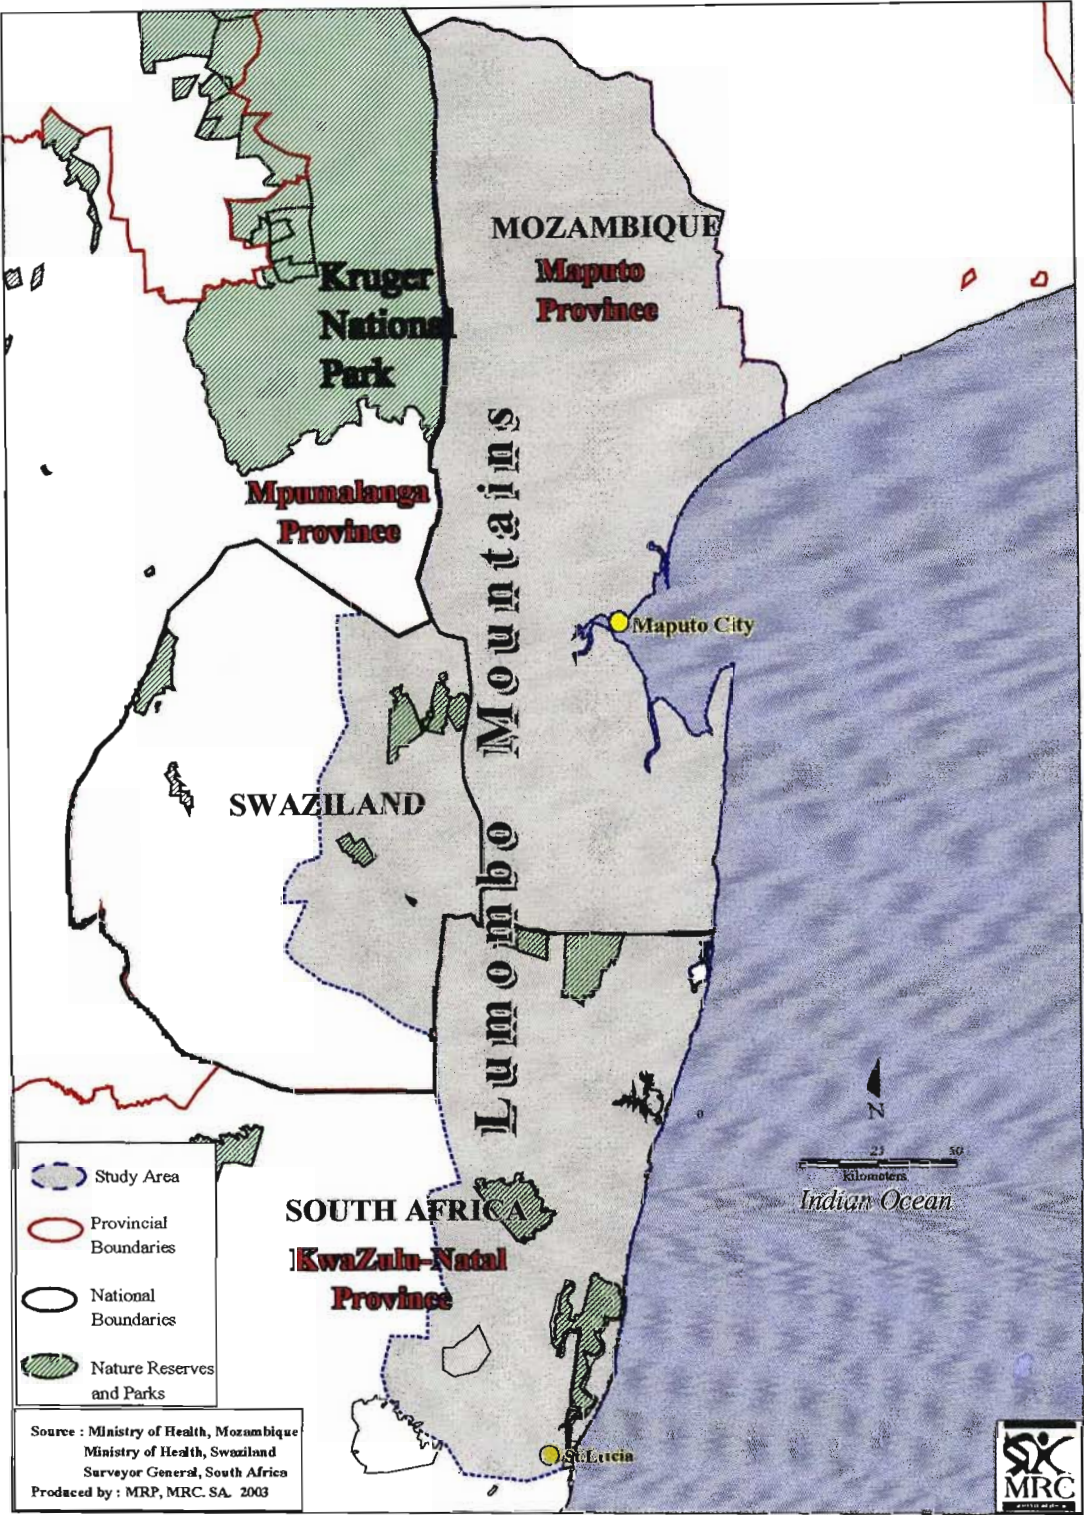 MOZAMBIQUE
Maputo
Province
Kruger
National
Park
Mpumalanga
Province
Lumombo Mountains
Maputo City
SWAZILAND
N
25 50
kilometers
Indian Ocean
SOUTH AFRICA
KwaZulu-Natal
Province
St Lucia
Study Area
Provincial
Boundaries
National
Boundaries
Nature Reserves
and Parks
Source : Ministry of Health, Mozambique
Ministry of Health, Swaziland
Surveyor General, South Africa
Produced by : MRP, MRC. SA. 2003
MRC